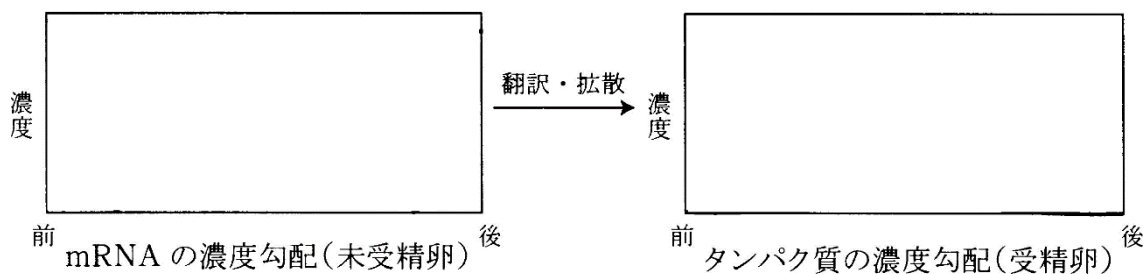 濃度
前
後
mRNA の濃度勾配(未受精卵)
翻訳・拡散
濃度
前
後
タンパク質の濃度勾配(受精卵)